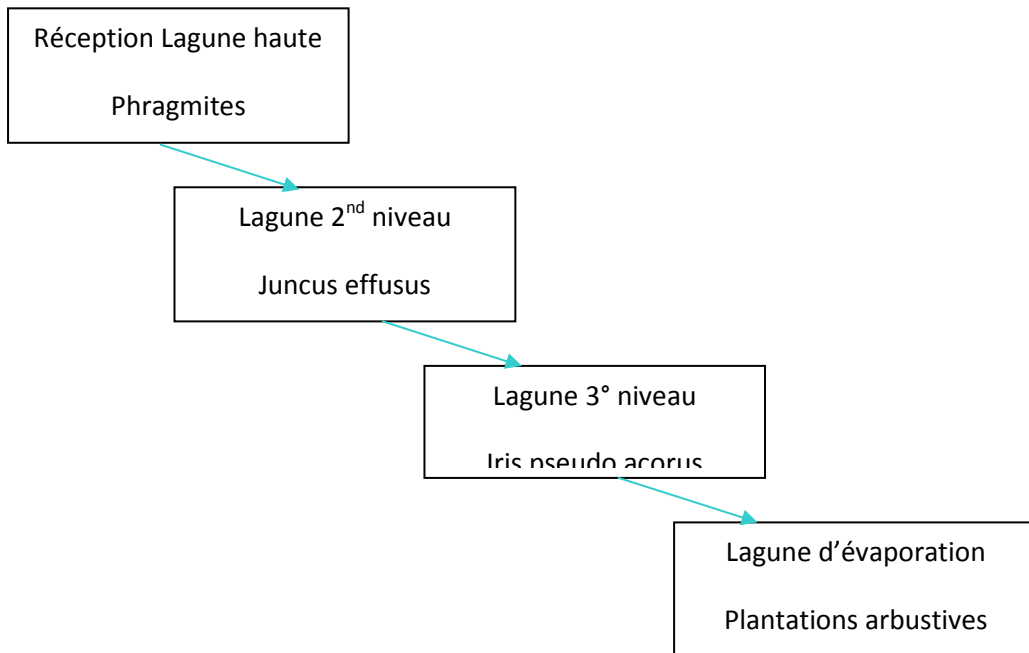 Réception Lagune haute
Phragmites
Lagune 2nd niveau
Juncus effusus
Lagune 3° niveau
Iris pseudo acorus
Lagune d’évaporation
Plantations arbustives